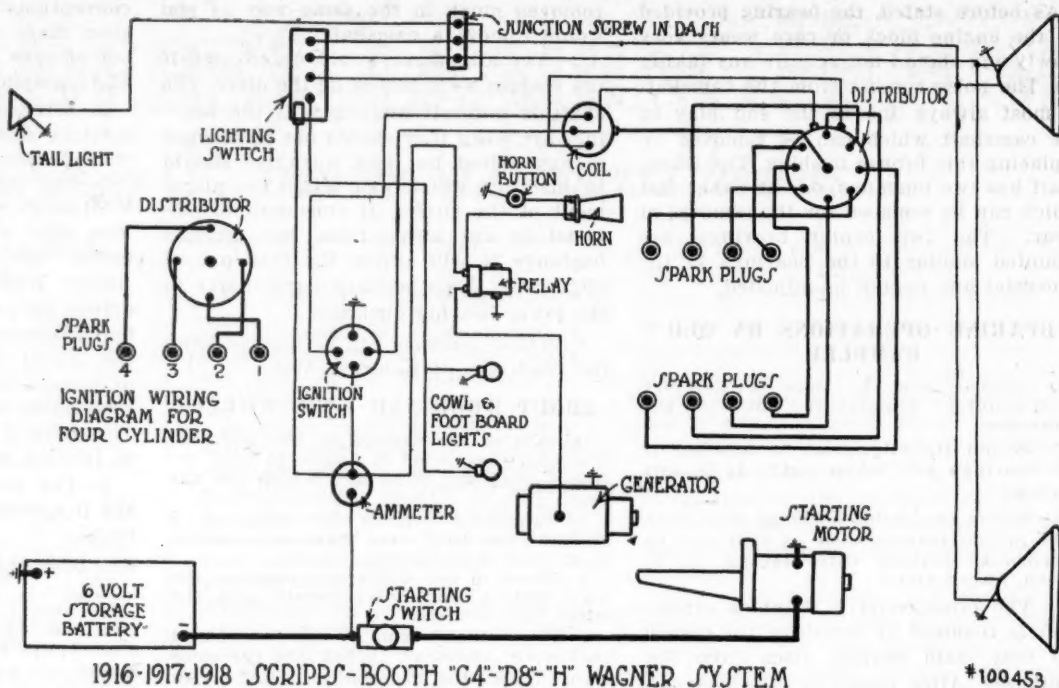 JUNCTION SCREW IN DASH
TAIL LIGHT
LIGHTING
SWITCH
COIL
DISTRIBUTOR
HORN
BUTTON
HORN
DISTRIBUTOR
SPARK PLUGS
RELAY
SPARK
PLUGS
4 3 2 1
IGNITION WIRING
DIAGRAM FOR
FOUR CYLINDER
IGNITION
SWITCH
COWL &
FOOT BOARD
LIGHTS
SPARK PLUGS
AMMETER
GENERATOR
STARTING
MOTOR
+
6 VOLT
STORAGE
BATTERY
-
STARTING
SWITCH
1916-1917-1918 SCRIPPS-BOOTH "C4"-"D8"-"H" WAGNER SYSTEM
#100453